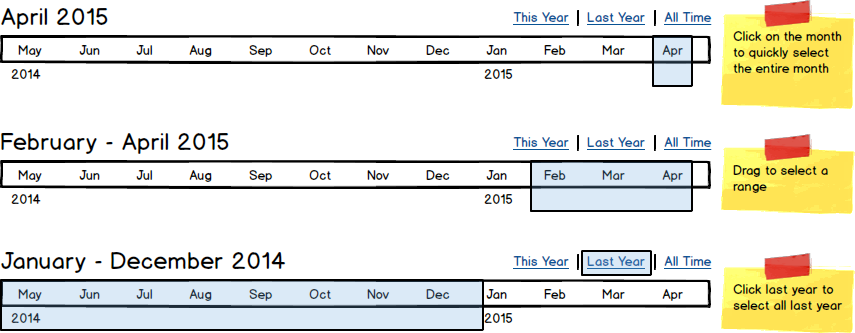 April 2015
This Year | Last Year | All Time
May Jun Jul Aug Sep Oct Nov Dec Jan Feb Mar Apr
2014 2015
Click on the month
to quickly select
the entire month
February - April 2015
This Year | Last Year | All Time
May Jun Jul Aug Sep Oct Nov Dec Jan Feb Mar Apr
2014 2015
Drag to select a
range
January - December 2014
This Year | Last Year | All Time
May Jun Jul Aug Sep Oct Nov Dec Jan Feb Mar Apr
2014 2015
Click last year to
select all last year